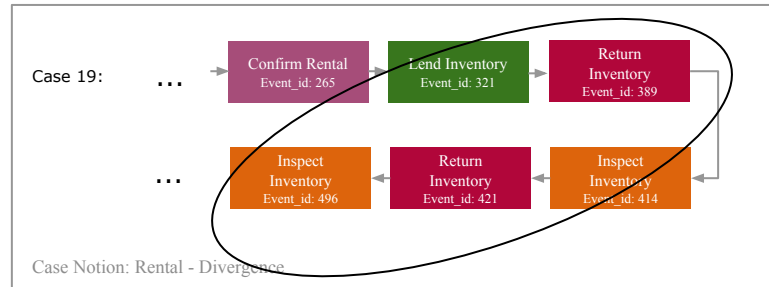 Case 19:
...
Confirm Rental
Event_id: 265
Lend Inventory
Event_id: 321
Return
Inventory
Event_id: 389
...
Inspect
Inventory
Event_id: 496
Return
Inventory
Event_id: 421
Inspect
Inventory
Event_id: 414
Case Notion: Rental - Divergence